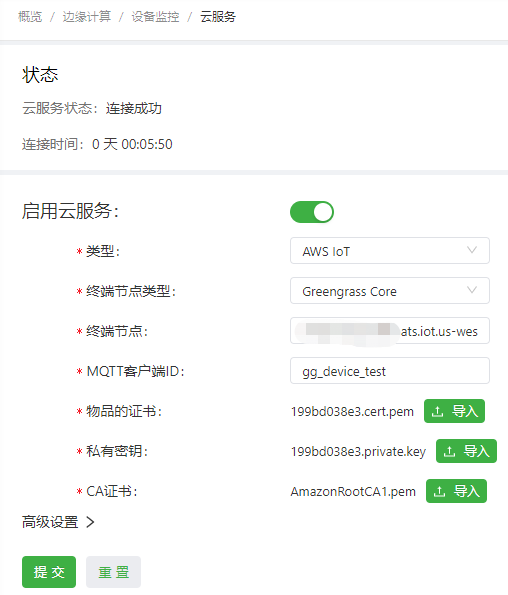 概览 / 边缘计算 / 设备监控 / 云服务
状态
云服务状态: 连接成功
连接时间: 0 天 00:05:50
启用云服务:
* 类型: AWS IoT
* 终端节点类型: Greengrass Core
* 终端节点: ats.iot.us-wes
* MQTT客户端ID: gg_device_test
* 物品的证书: 199bd038e3.cert.pem 导入
* 私有密钥: 199bd038e3.private.key 导入
* CA证书: AmazonRootCA1.pem 导入
高级设置 >
提交 重置